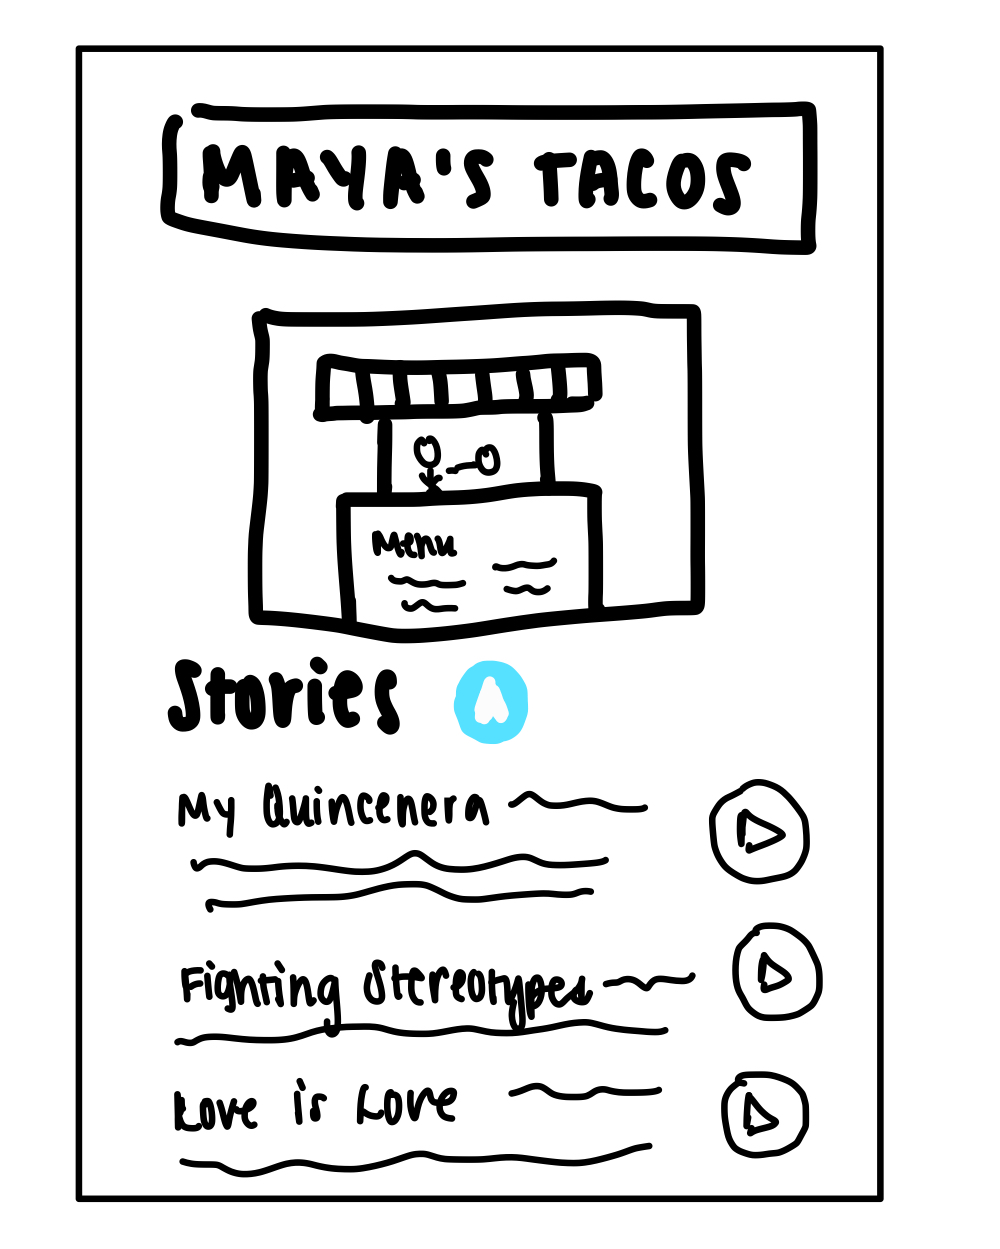 MAYA'S TACOS
Menu
Stories
My Quincenera
Fighting Stereotypes
Love is Love